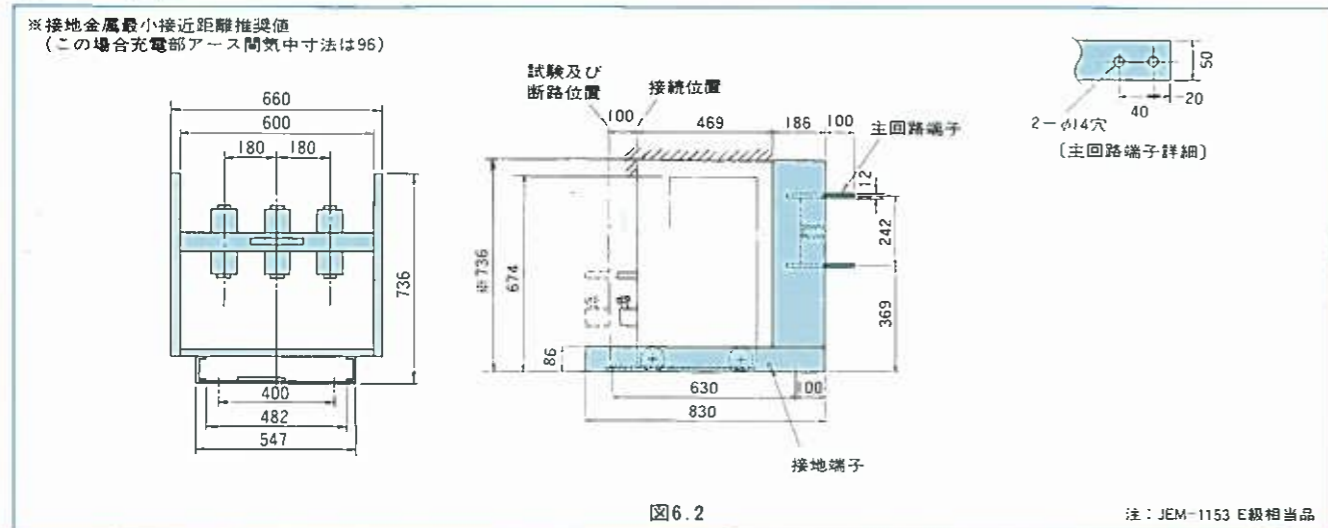 ※接地金属最小接近距離推奨値
(この場合充電部アース間気中寸法は96)
660
600
180 180
736
400
482
547
試験及び
断路位置
接続位置
100 469 186 100
主回路端子
12
242
369
※736
674
86
630 100
830
接地端子
50
20
40
2-φ14穴
〔主回路端子詳細〕
図6.2
注:JEM-1153 E級相当品